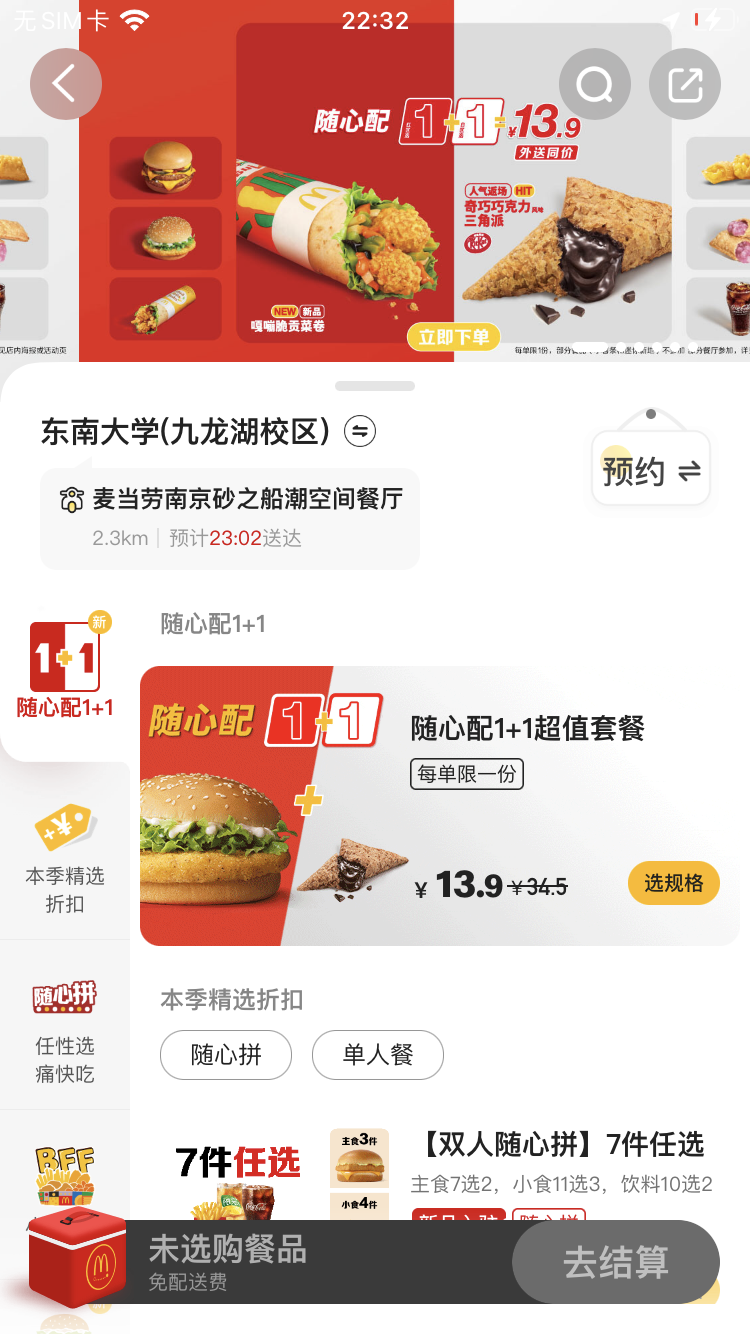 无SIM卡
22:32
随心配 1+1=¥13.9
外送同价
人气返场 HIT
奇巧巧克力风味
三角派
KitKat
NEW 新品
嘎嘣脆贡菜卷
立即下单
见店内海报或活动页
东南大学(九龙湖校区)
预约
麦当劳南京砂之船潮空间餐厅
2.3km 预计23:02送达
新
1+1
随心配1+1
随心配1+1
随心配 1+1
随心配1+1超值套餐
每单限一份
¥ 13.9 ¥34.5
选规格
本季精选
折扣
本季精选折扣
随心拼
单人餐
随心拼
任性选
痛快吃
7件任选
主食3件
小食4件
【双人随心拼】7件任选
主食7选2，小食11选3，饮料10选2
随心拼
BFF
未选购餐品
免配送费
去结算